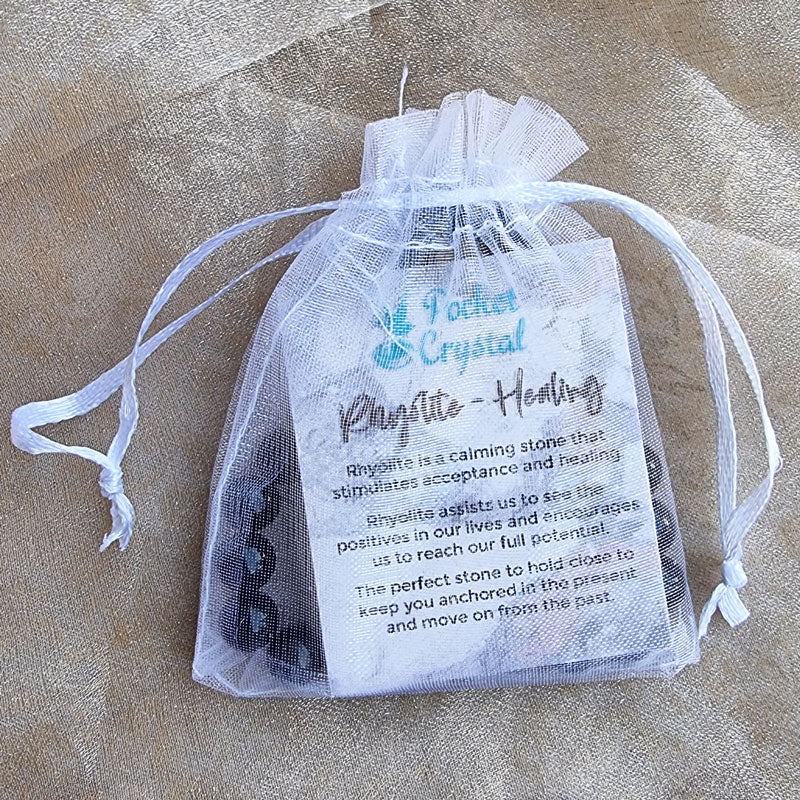 Pocket
Crystal
Rhyolite - Healing
Rhyolite is a calming stone that
stimulates acceptance and healing
Rhyolite assists us to see the
positives in our lives and encourages
us to reach our full potential.
The perfect stone to hold close to
keep you anchored in the present
and move on from the past.